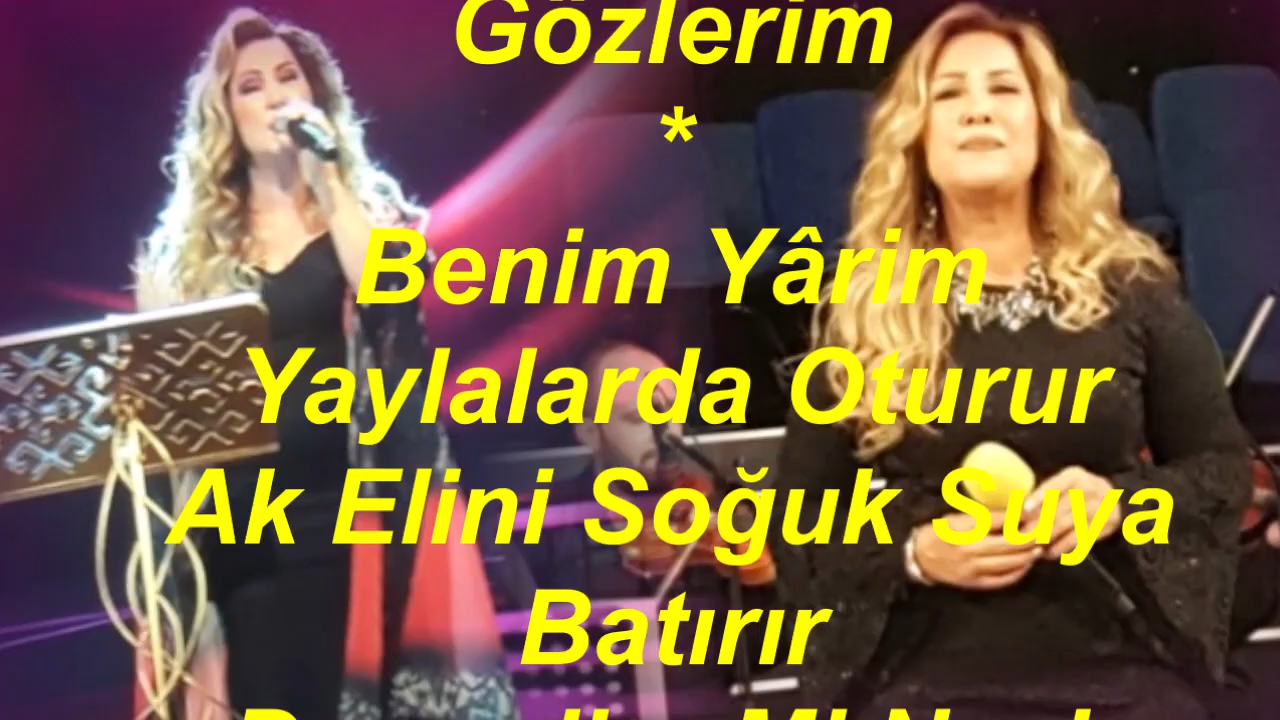 Gözlerim
*
Benim Yârim
Yaylalarda Oturur
Ak Elini Soğuk Suya
Batırır